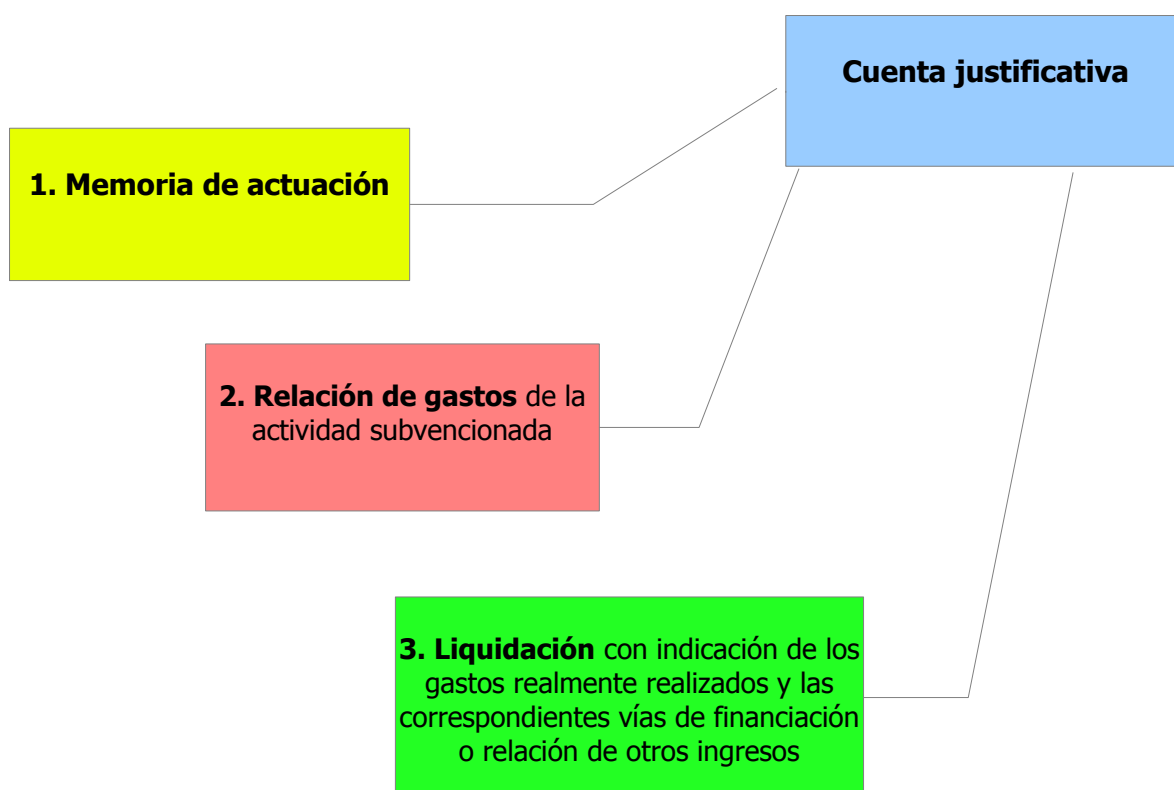 Cuenta justificativa
1. Memoria de actuación
2. Relación de gastos de la
actividad subvencionada
3. Liquidación con indicación de los
gastos realmente realizados y las
correspondientes vías de financiación
o relación de otros ingresos